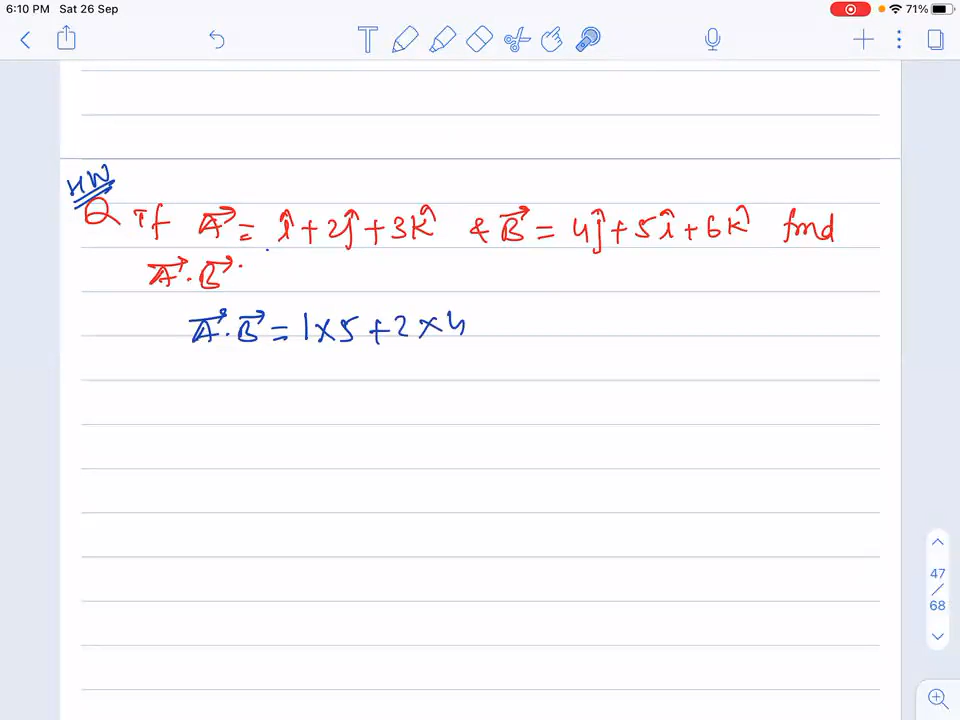 6:10 PM Sat 26 Sep
71%
T
HW
Q If A⃗ = î + 2ĵ + 3k̂ & B⃗ = 4ĵ + 5î + 6k̂ find
A⃗ . B⃗ .
A⃗ . B⃗ = 1 × 5 + 2 × 4
47
/
68